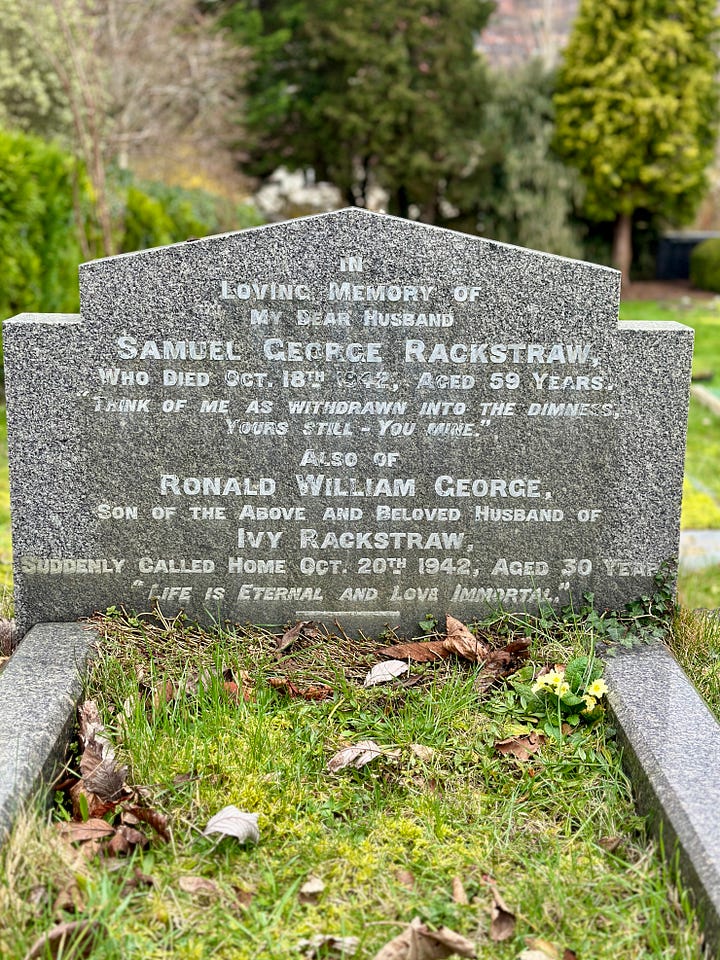 IN
LOVING MEMORY OF
MY DEAR HUSBAND
SAMUEL GEORGE RACKSTRAW,
WHO DIED OCT. 18TH 1942, AGED 59 YEARS.
"THINK OF ME AS WITHDRAWN INTO THE DIMNESS,
YOURS STILL - YOU MINE."
ALSO OF
RONALD WILLIAM GEORGE,
SON OF THE ABOVE AND BELOVED HUSBAND OF
IVY RACKSTRAW,
SUDDENLY CALLED HOME OCT. 20TH 1942, AGED 30 YEARS
"LIFE IS ETERNAL AND LOVE IMMORTAL,"